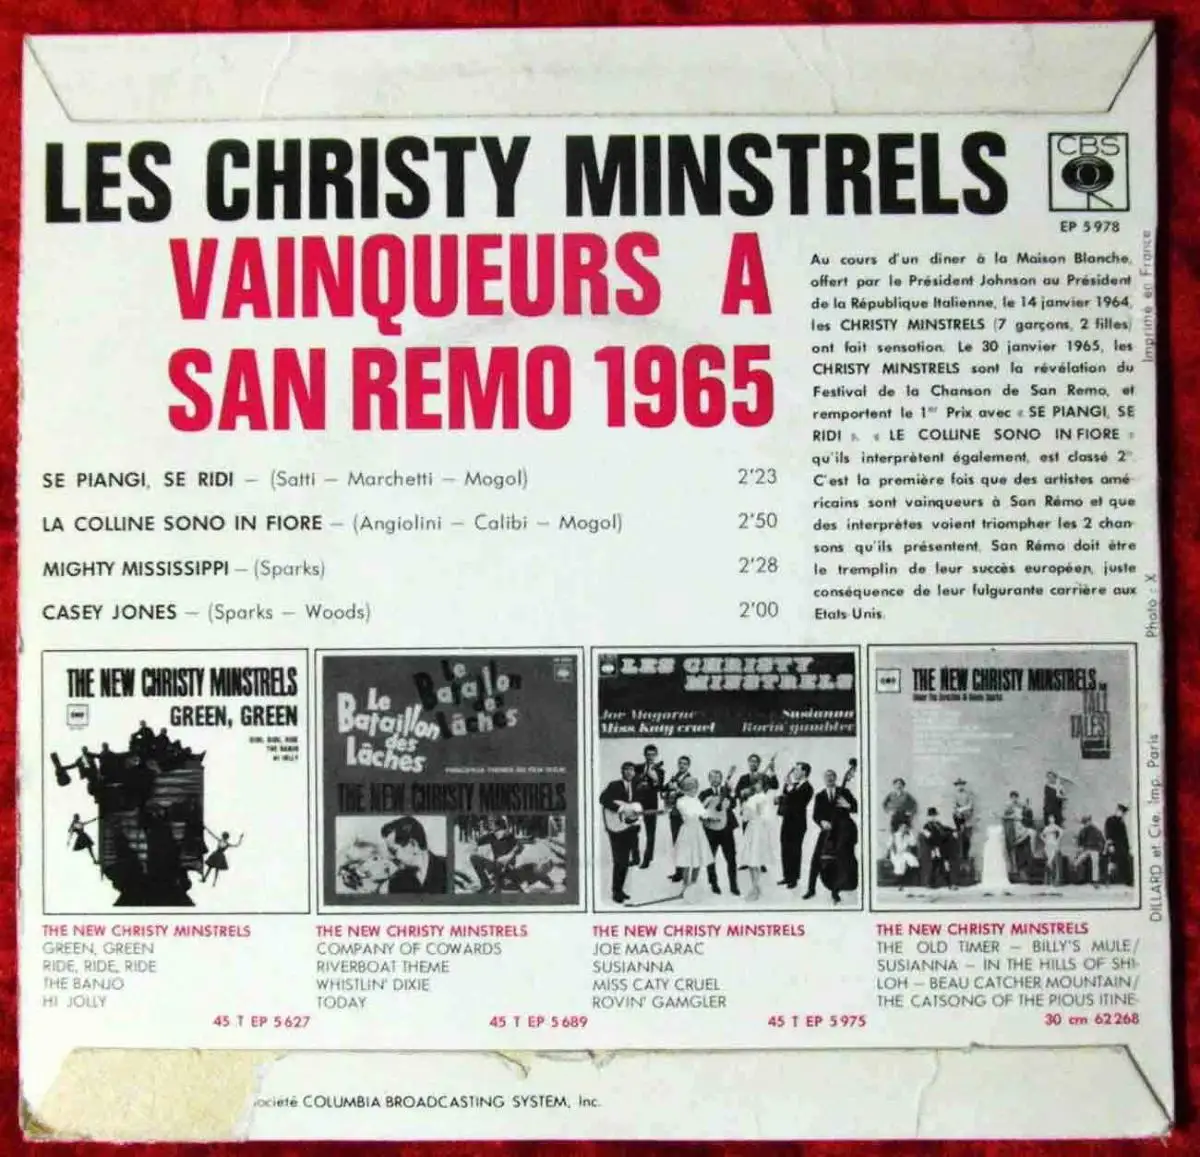 LES CHRISTY MINSTRELS
VAINQUEURS A
SAN REMO 1965
CBS
EP 5978
Au cours d'un diner à la Maison Blanche,
offert par le Président Johnson au Président
de la République Italienne, le 14 janvier 1964,
les CHRISTY MINSTRELS (7 garçons, 2 filles)
ont fait sensation. Le 30 janvier 1965, les
CHRISTY MINSTRELS sont la révélation du
Festival de la Chanson de San Remo, et
remportent le 1er Prix avec « SE PIANGI, SE
RIDI ». « LE COLLINE SONO IN FIORE »
qu'ils interprètent également, est classé 2e.
C'est la première fois que des artistes amé-
ricains sont vainqueurs à San Rémo et que
des interprètes voient triompher les 2 chan-
sons qu'ils présentent. San Rémo doit être
le tremplin de leur succès européen, juste
conséquence de leur fulgurante carrière aux
Etats-Unis.
SE PIANGI, SE RIDI – (Satti – Marchetti – Mogol) 2'23
LA COLLINE SONO IN FIORE – (Angiolini – Calibi – Mogol) 2'50
MIGHTY MISSISSIPPI – (Sparks) 2'28
CASEY JONES – (Sparks – Woods) 2'00
Imprimé en France
Photo : X
DILLARD et Cie. Imp. Paris
THE NEW CHRISTY MINSTRELS
GREEN, GREEN
RIDE, RIDE, RIDE
THE BANJO
HI JOLLY
Le Bataillon des Lâches
Le
Bataillon
des
Lâches
THE NEW CHRISTY MINSTRELS
LES CHRISTY
MINSTRELS
Joe Magarac Susianna
Miss Katy cruel Rovin' gambler
THE NEW CHRISTY MINSTRELS
TALL
TALES!
THE NEW CHRISTY MINSTRELS
GREEN, GREEN
RIDE, RIDE, RIDE
THE BANJO
HI JOLLY
45 T EP 5627
THE NEW CHRISTY MINSTRELS
COMPANY OF COWARDS
RIVERBOAT THEME
WHISTLIN' DIXIE
TODAY
45 T EP 5689
THE NEW CHRISTY MINSTRELS
JOE MAGARAC
SUSIANNA
MISS CATY CRUEL
ROVIN' GAMGLER
45 T EP 5975
THE NEW CHRISTY MINSTRELS
THE OLD TIMER – BILLY'S MULE/
SUSIANNA – IN THE HILLS OF SHI-
LOH – BEAU CATCHER MOUNTAIN/
THE CATSONG OF THE PIOUS ITINE-
30 cm 62268
ociété COLUMBIA BROADCASTING SYSTEM, Inc.